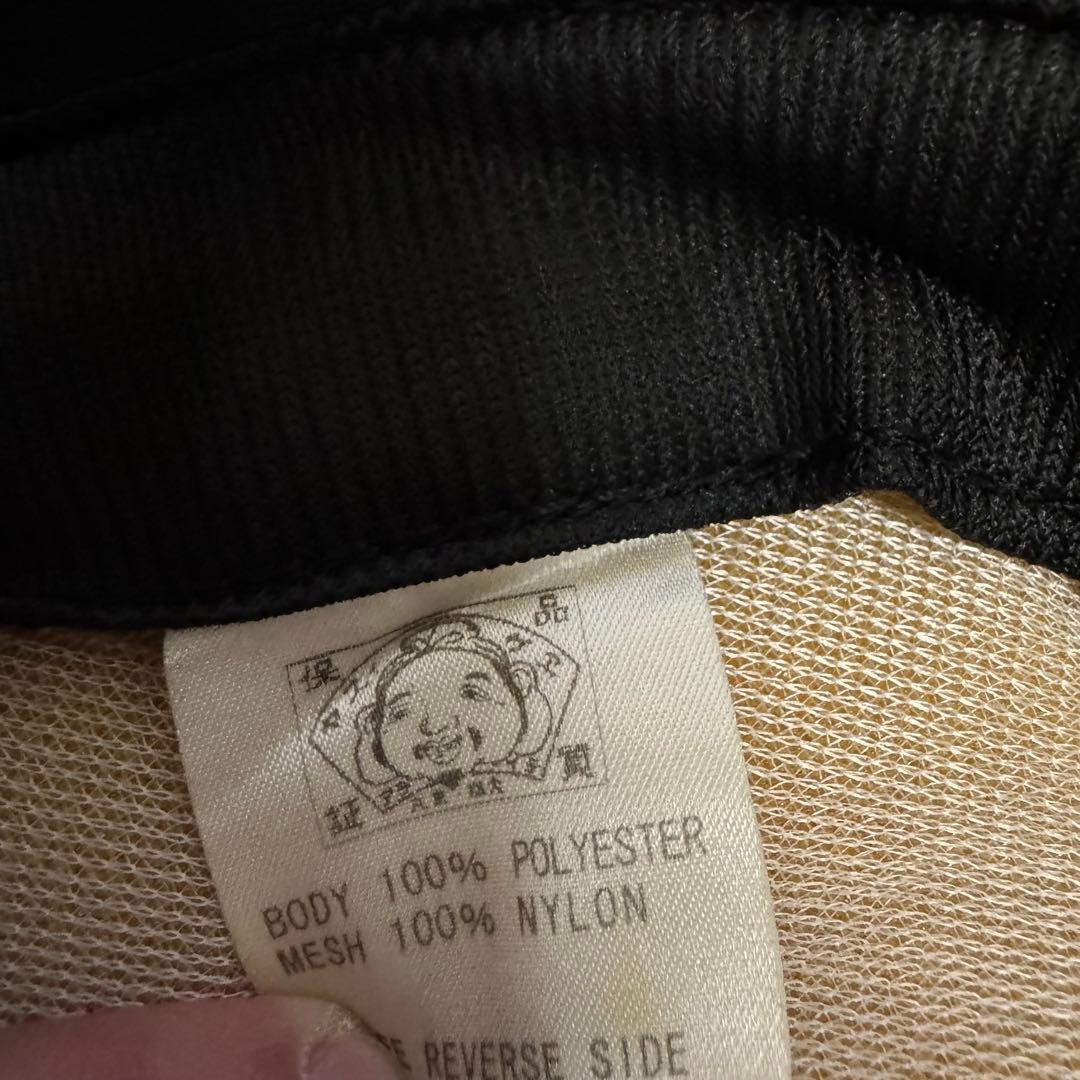 品
保
質
証
BODY 100% POLYESTER
MESH 100% NYLON
REVERSE SIDE